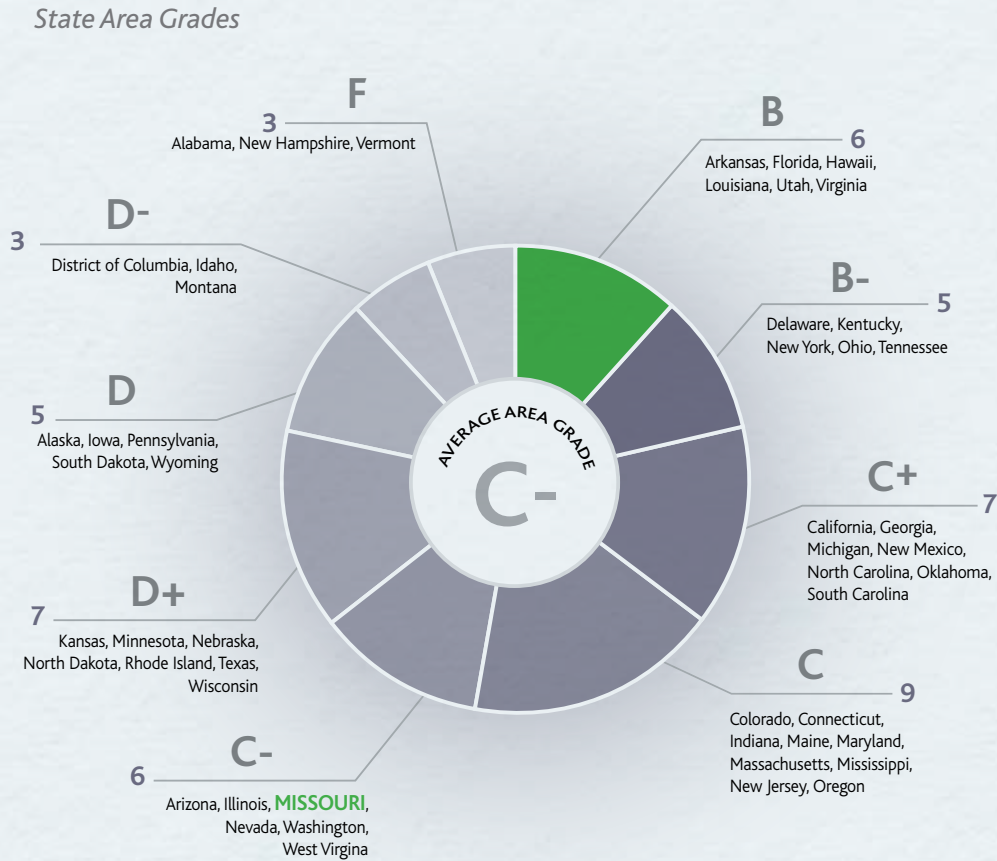 State Area Grades
F
3
Alabama, New Hampshire, Vermont
B
6
Arkansas, Florida, Hawaii,
Louisiana, Utah, Virginia
D-
3
District of Columbia, Idaho,
Montana
B-
5
Delaware, Kentucky,
New York, Ohio, Tennessee
D
5
Alaska, Iowa, Pennsylvania,
South Dakota, Wyoming
AVERAGE AREA GRADE
C-
C+
7
California, Georgia,
Michigan, New Mexico,
North Carolina, Oklahoma,
South Carolina
D+
7
Kansas, Minnesota, Nebraska,
North Dakota, Rhode Island, Texas,
Wisconsin
C
9
Colorado, Connecticut,
Indiana, Maine, Maryland,
Massachusetts, Mississippi,
New Jersey, Oregon
C-
6
Arizona, Illinois, MISSOURI,
Nevada, Washington,
West Virgina